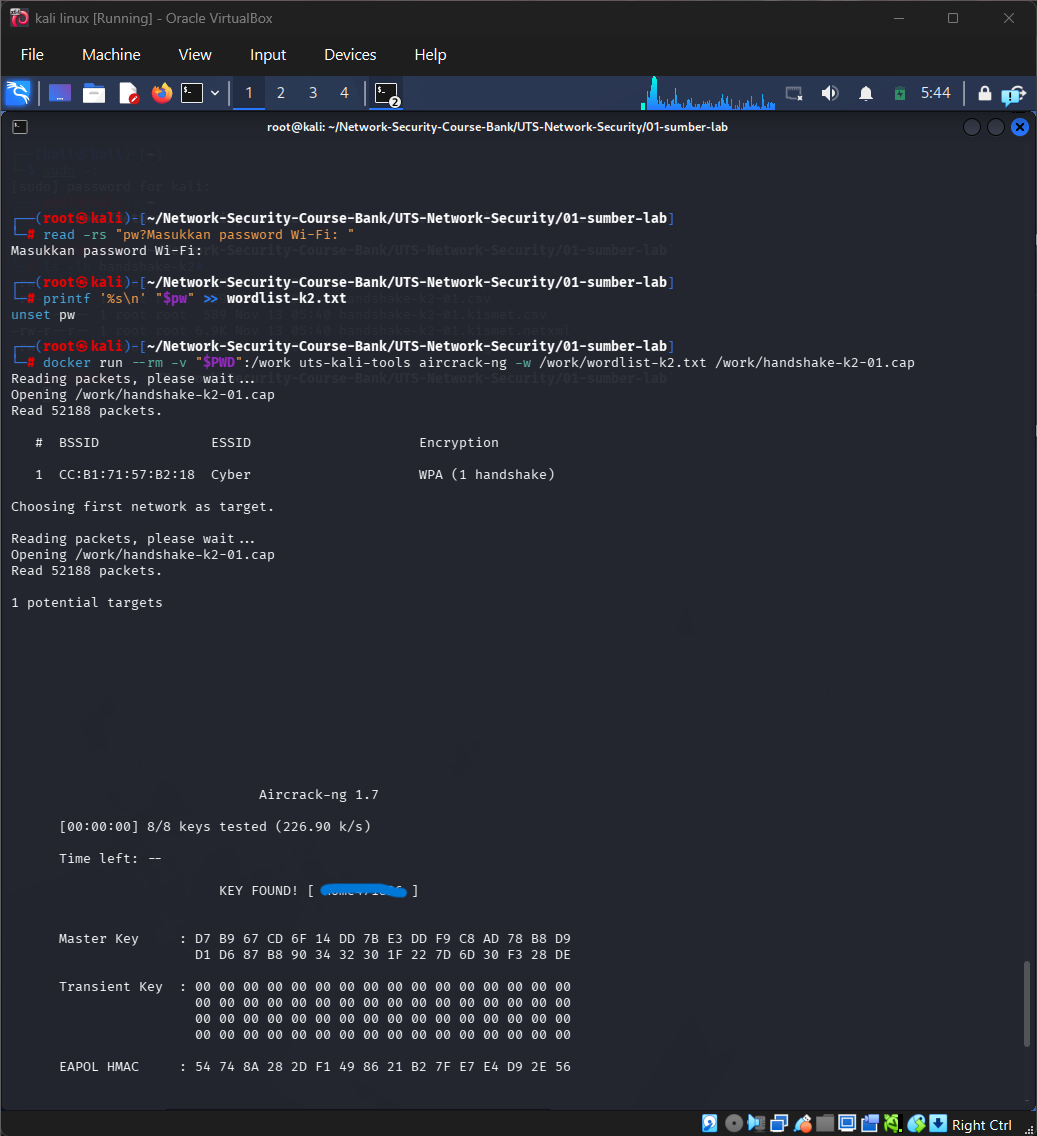 kali linux [Running] - Oracle VirtualBox
File Machine View Input Devices Help
1 2 3 4 2 5:44
root@kali: ~/Network-Security-Course-Bank/UTS-Network-Security/01-sumber-lab
[sudo] password for kali:
┌──(root㉿kali)-[~/Network-Security-Course-Bank/UTS-Network-Security/01-sumber-lab]
└─# read -rs "pw?Masukkan password Wi-Fi: "
Masukkan password Wi-Fi:
┌──(root㉿kali)-[~/Network-Security-Course-Bank/UTS-Network-Security/01-sumber-lab]
└─# printf '%s\n' "$pw" >> wordlist-k2.txt
unset pw
┌──(root㉿kali)-[~/Network-Security-Course-Bank/UTS-Network-Security/01-sumber-lab]
└─# docker run --rm -v "$PWD":/work uts-kali-tools aircrack-ng -w /work/wordlist-k2.txt /work/handshake-k2-01.cap
Reading packets, please wait...
Opening /work/handshake-k2-01.cap
Read 52188 packets.
# BSSID ESSID Encryption
1 CC:B1:71:57:B2:18 Cyber WPA (1 handshake)
Choosing first network as target.
Reading packets, please wait...
Opening /work/handshake-k2-01.cap
Read 52188 packets.
1 potential targets
Aircrack-ng 1.7
[00:00:00] 8/8 keys tested (226.90 k/s)
Time left: --
KEY FOUND! [ ]
Master Key : D7 B9 67 CD 6F 14 DD 7B E3 DD F9 C8 AD 78 B8 D9
D1 D6 87 B8 90 34 32 30 1F 22 7D 6D 30 F3 28 DE
Transient Key : 00 00 00 00 00 00 00 00 00 00 00 00 00 00 00 00
00 00 00 00 00 00 00 00 00 00 00 00 00 00 00 00
00 00 00 00 00 00 00 00 00 00 00 00 00 00 00 00
00 00 00 00 00 00 00 00 00 00 00 00 00 00 00 00
EAPOL HMAC : 54 74 8A 28 2D F1 49 86 21 B2 7F E7 E4 D9 2E 56
Right Ctrl